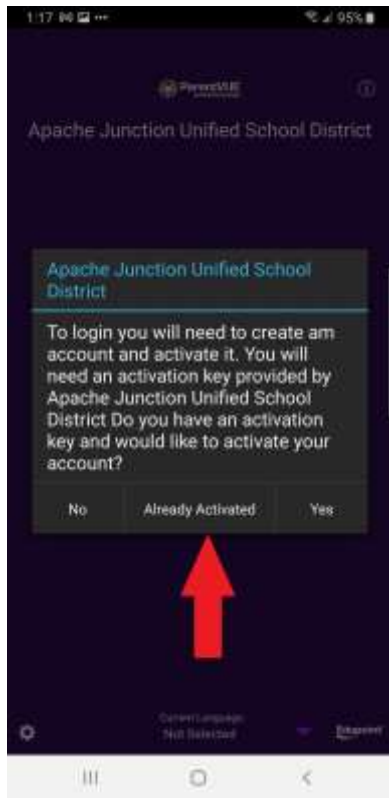 1:17
95%
ParentVUE
Apache Junction Unified School District
Apache Junction Unified School
District
To login you will need to create am
account and activate it. You will
need an activation key provided by
Apache Junction Unified School
District Do you have an activation
key and would like to activate your
account?
No Already Activated Yes
Current Language:
Not Selected
Edupoint